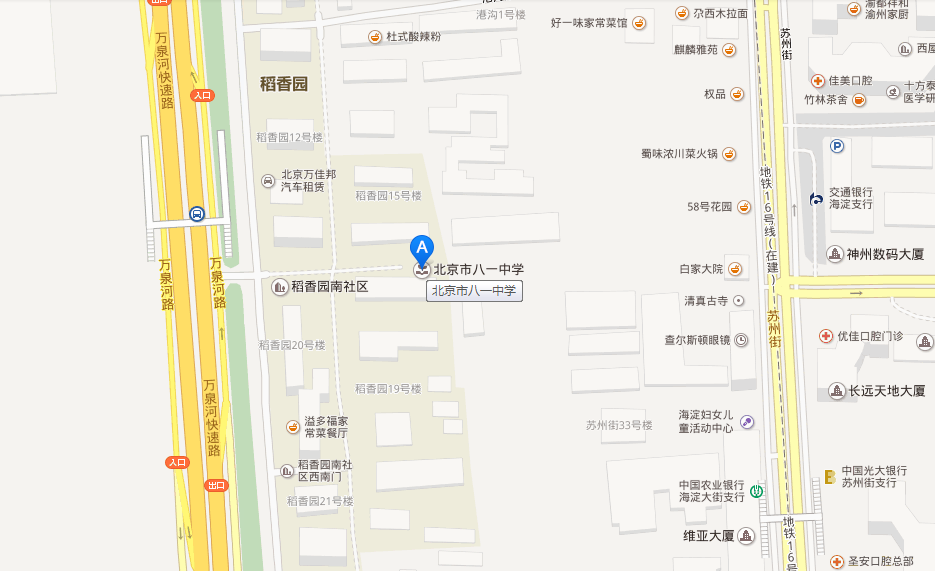 出口
港沟1号楼
杜式酸辣粉
好一味家常菜馆
尕西木拉面
渝都祥和
渝州家厨
万泉河快速路
苏州街
麒麟雅苑
稻香园
入口
权品
佳美口腔
竹林茶舍
十方泰
医学研
稻香园12号楼
P
蜀味浓川菜火锅
北京万佳邦
汽车租赁
地铁16号线(在建)
稻香园15号楼
58号花园
交通银行
海淀支行
A
神州数码大厦
北京市八一中学
白家大院
万泉河路
万泉河路
稻香园南社区
北京市八一中学
清真古寺
苏州街
查尔斯顿眼镜
优佳口腔门诊
稻香园20号楼
万泉河快速路
稻香园19号楼
长远天地大厦
溢多福家
常菜餐厅
苏州街33号楼
海淀妇女儿
童活动中心
入口
稻香园南社
区西南门
中国光大银行
苏州街支行
出口
中国农业银行
海淀大街支行
稻香园21号楼
地铁16号
维亚大厦
圣安口腔总部